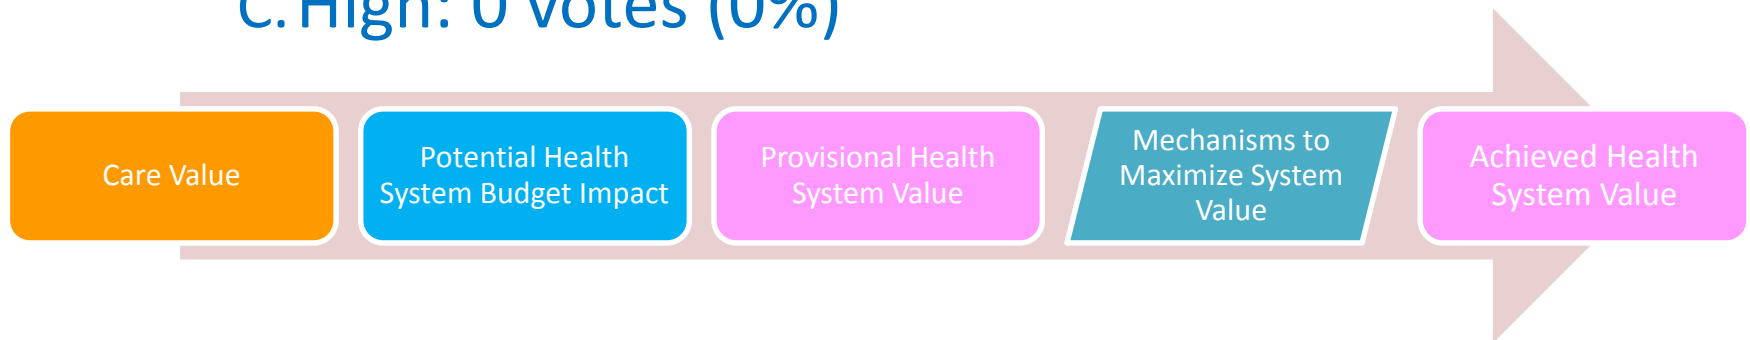 C. High: 0 votes (0%)
Care Value
Potential Health
System Budget Impact
Provisional Health
System Value
Mechanisms to
Maximize System
Value
Achieved Health
System Value